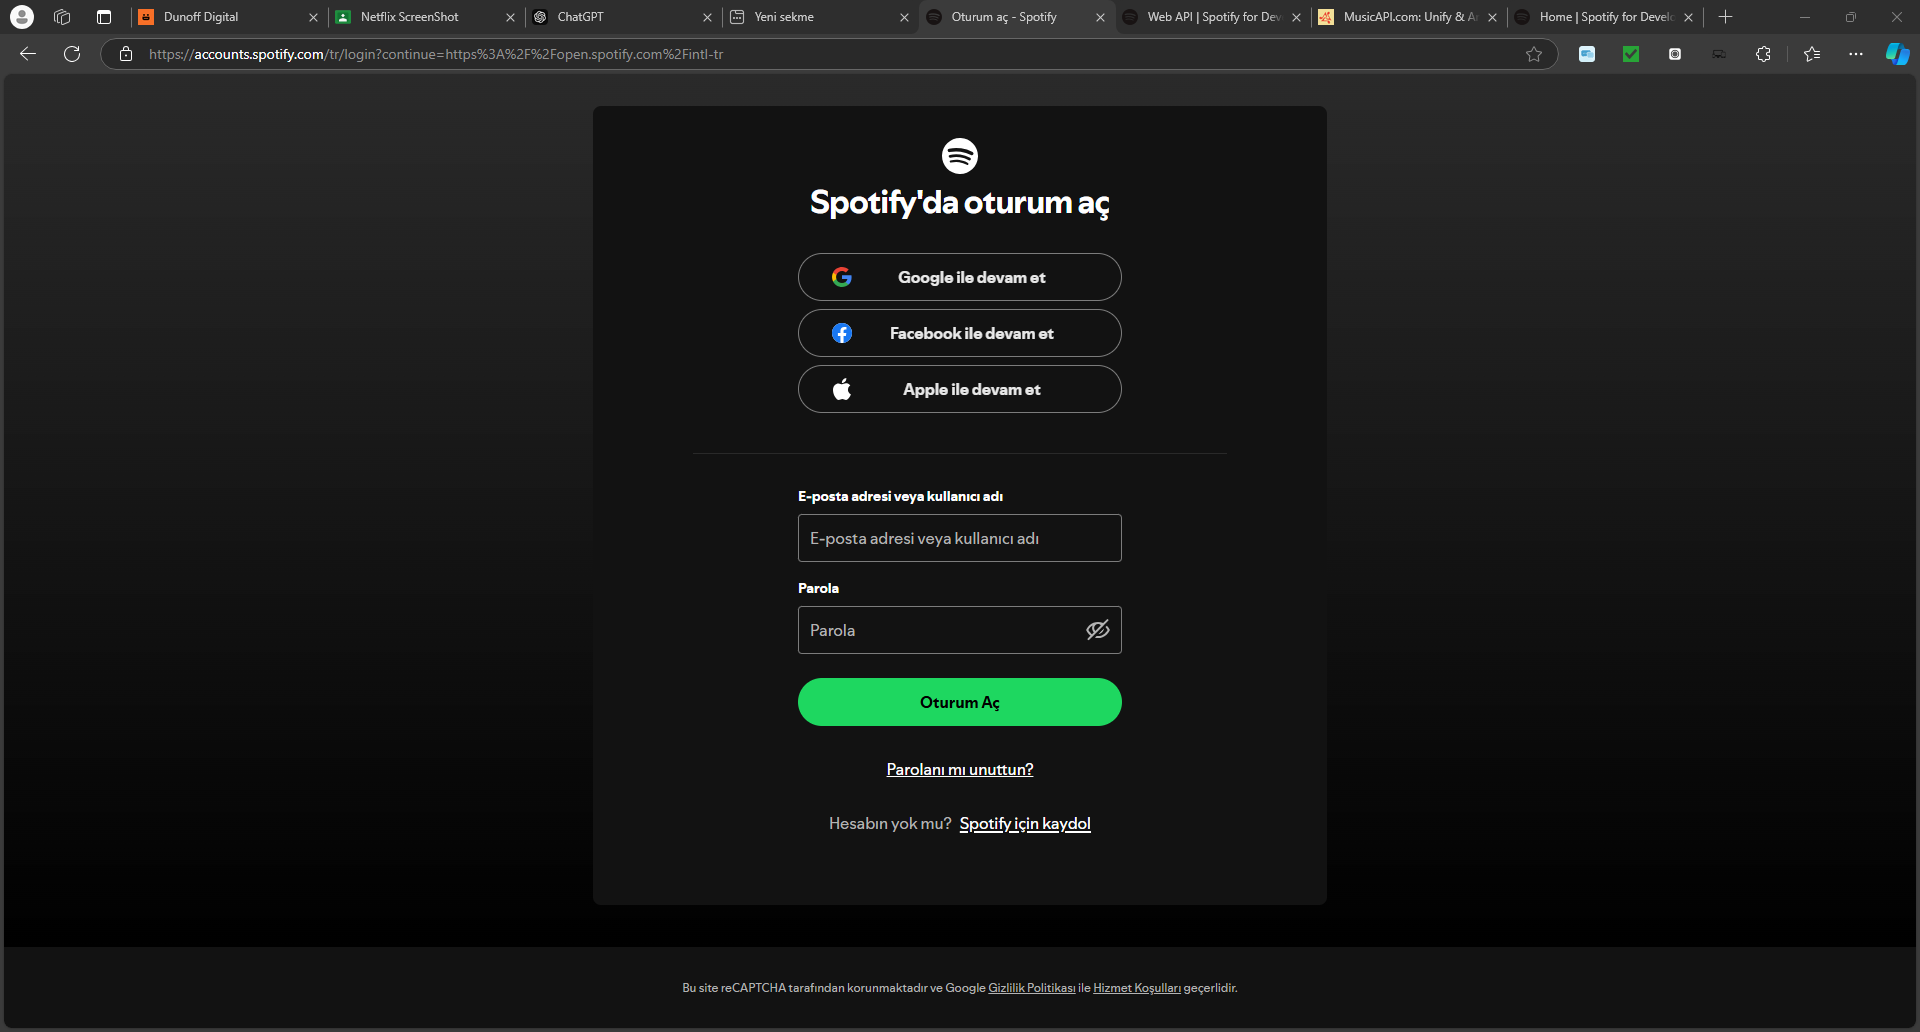 Dunoff Digital
Netflix ScreenShot
ChatGPT
Yeni sekme
Oturum aç - Spotify
Web API | Spotify for Dev
MusicAPI.com: Unify & A
Home | Spotify for Develo
https://accounts.spotify.com/tr/login?continue=https%3A%2F%2Fopen.spotify.com%2Fintl-tr
Spotify'da oturum aç
Google ile devam et
Facebook ile devam et
Apple ile devam et
E-posta adresi veya kullanıcı adı
E-posta adresi veya kullanıcı adı
Parola
Parola
Oturum Aç
Parolanı mı unuttun?
Hesabın yok mu? Spotify için kaydol
Bu site reCAPTCHA tarafından korunmaktadır ve Google Gizlilik Politikası ile Hizmet Koşulları geçerlidir.